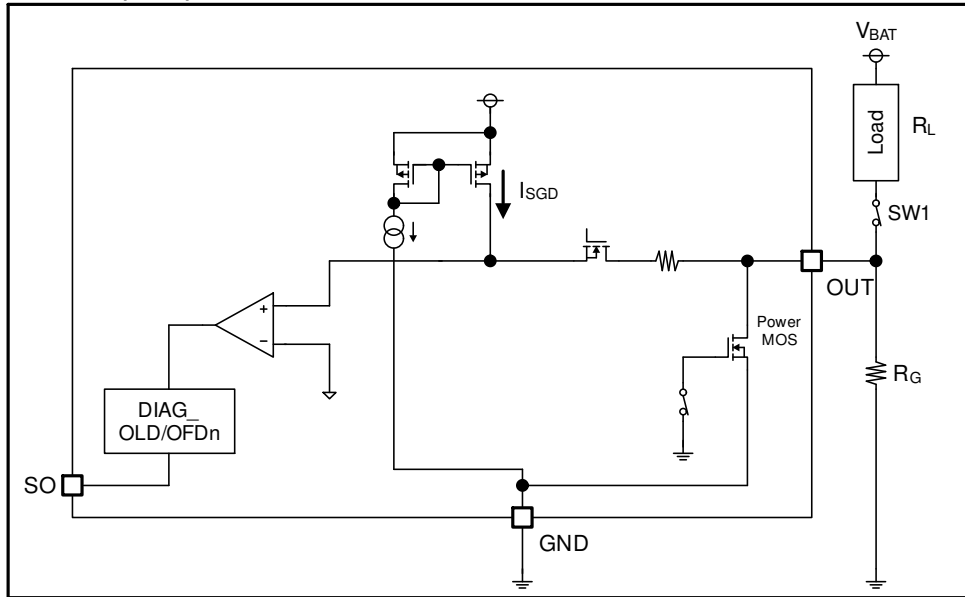 VBAT
Load
RL
ISGD
SW1
OUT
+
−
Power
MOS
RG
DIAG_
OLD/OFDn
SO
GND